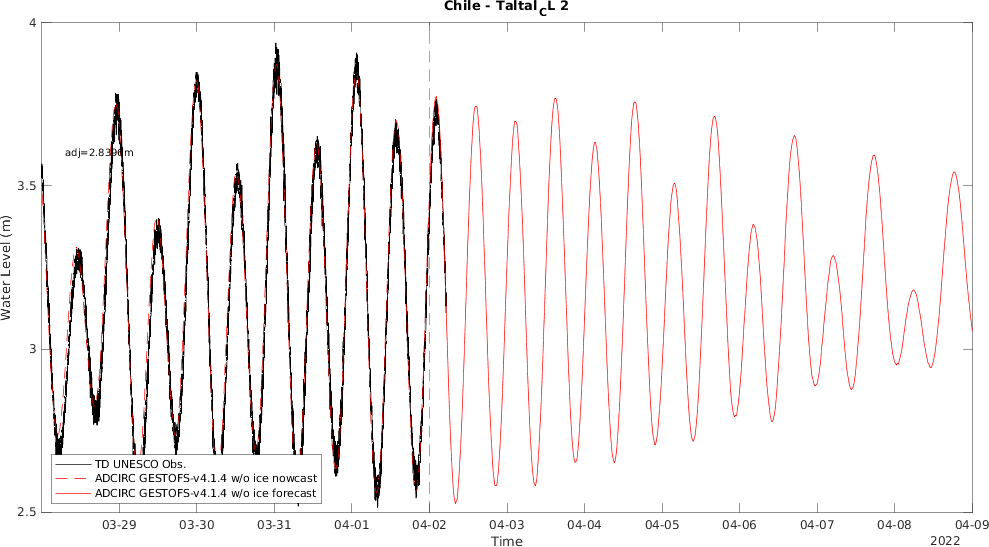 Chile - Taltal_CL 2
4
adj=2.8396m
3.5
Water Level (m)
3
TD UNESCO Obs.
ADCIRC GESTOFS-v4.1.4 w/o ice nowcast
ADCIRC GESTOFS-v4.1.4 w/o ice forecast
2.5
03-29 03-30 03-31 04-01 04-02 04-03 04-04 04-05 04-06 04-07 04-08 04-09
Time
2022